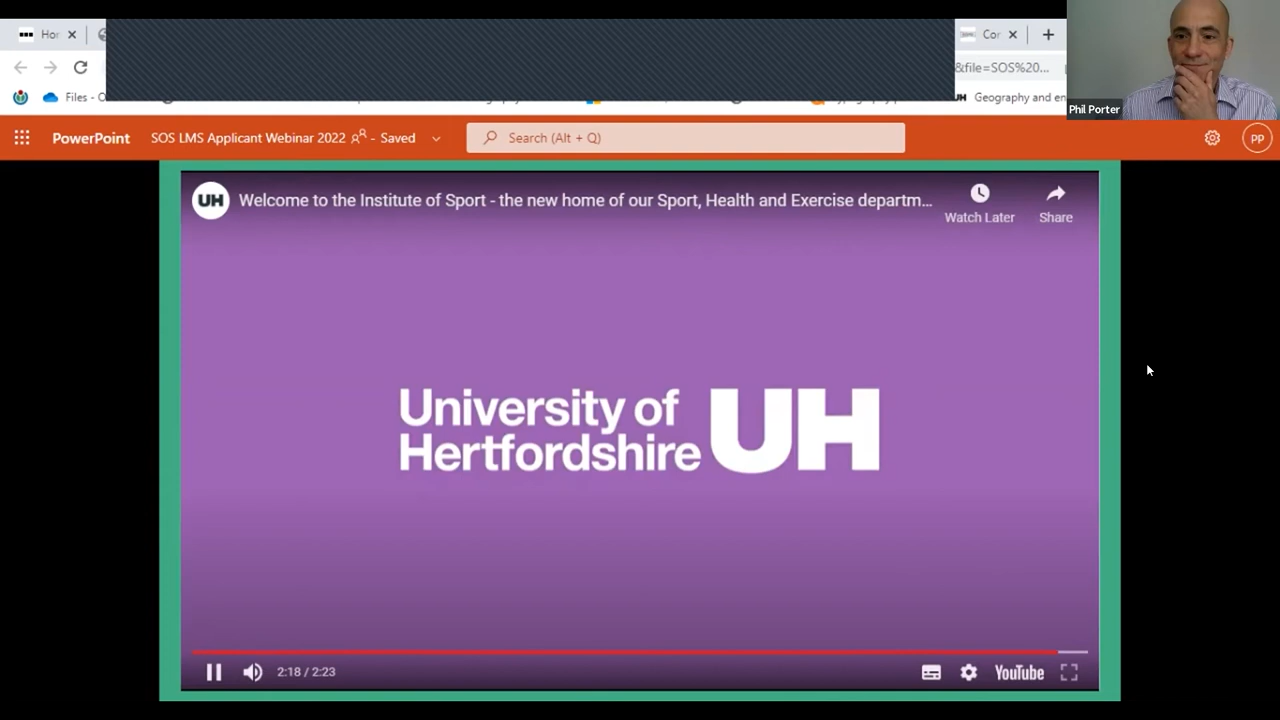 Hor
Cor
&file=SOS%20...
Files - O
UH Geography and en
Phil Porter
PowerPoint SOS LMS Applicant Webinar 2022 - Saved
Search (Alt + Q)
PP
UH Welcome to the Institute of Sport - the new home of our Sport, Health and Exercise departm...
Watch Later
Share
University of
Hertfordshire
UH
2:18 / 2:23
YouTube